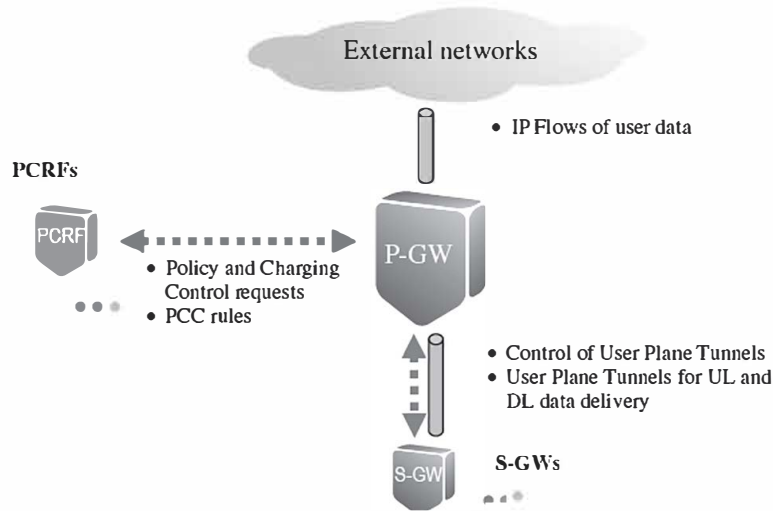 External networks
• IP Flows of user data
PCRFs
PCRF
P-GW
• Policy and Charging
Control requests
• PCC rules
• Control of User Plane Tunnels
• User Plane Tunnels for UL and
DL data delivery
S-GWs
S-GW